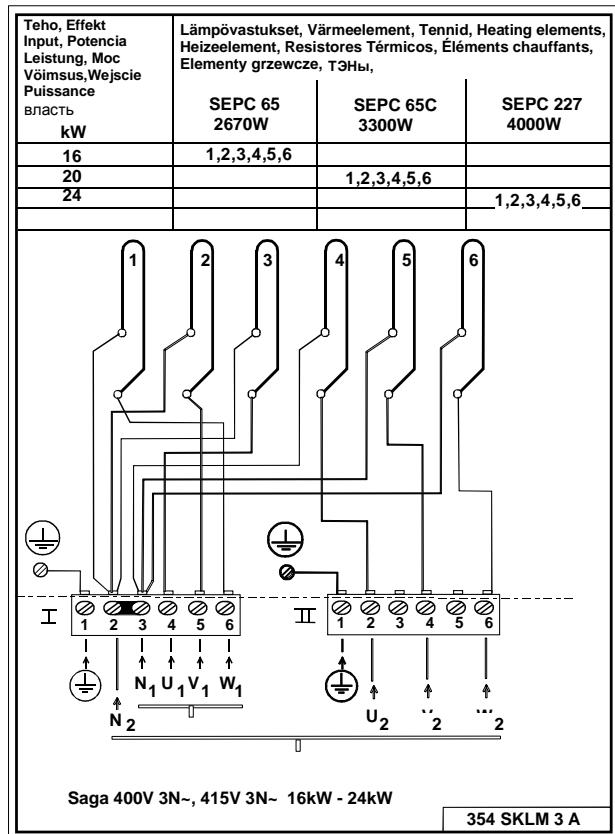 Teho, Effekt
Input, Potencia
Leistung, Moc
Vöimsus,Wejscie
Puissance
власть
kW
Lämpövastukset, Värmeelement, Tennid, Heating elements,
Heizeelement, Resistores Térmicos, Éléments chauffants,
Elementy grzewcze, ТЭНы,
SEPC 65
2670W
SEPC 65C
3300W
SEPC 227
4000W
16
1,2,3,4,5,6
20
1,2,3,4,5,6
24
1,2,3,4,5,6
1 2 3 4 5 6
I
1 2 3 4 5 6
II
1 2 3 4 5 6
N1 U1 V1 W1
N2
U2
2
2
Saga 400V 3N~, 415V 3N~ 16kW - 24kW
354 SKLM 3 A